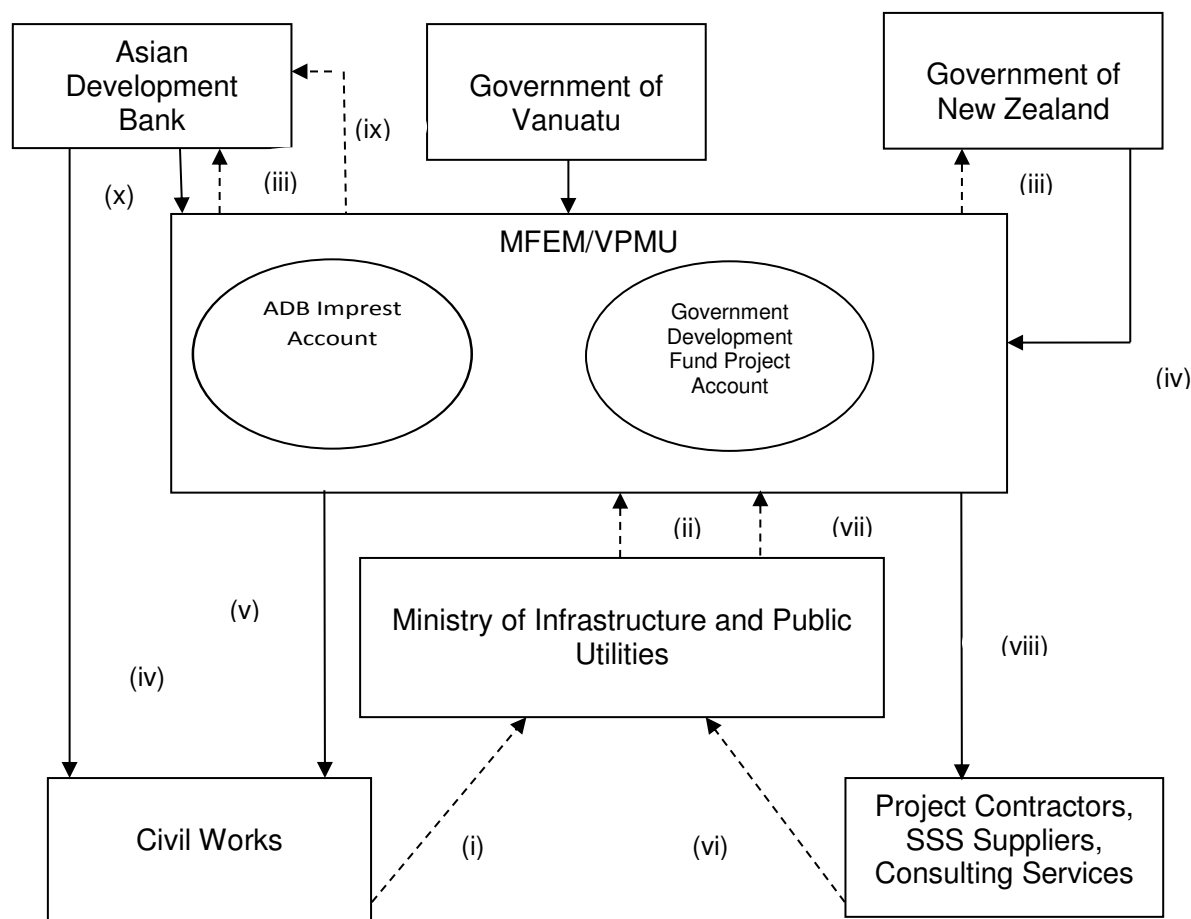 Asian
Development
Bank
Government of
Vanuatu
Government of
New Zealand
(ix)
(x)
(iii)
(iii)
MFEM/VPMU
ADB Imprest
Account
Government
Development
Fund Project
Account
(iv)
(ii)
(vii)
Ministry of Infrastructure and Public
Utilities
(v)
(viii)
(iv)
Civil Works
(i)
(vi)
Project Contractors,
SSS Suppliers,
Consulting Services